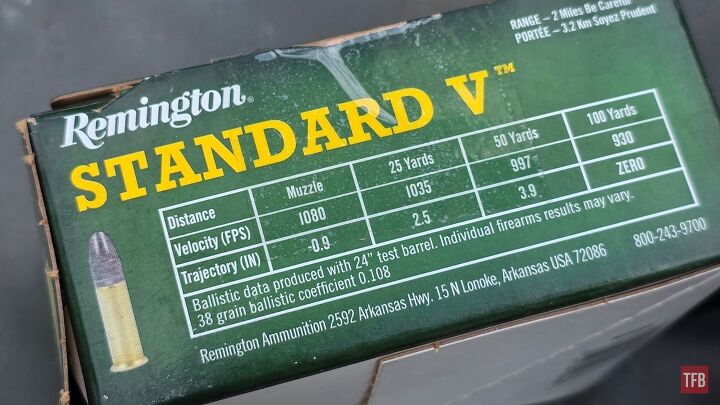 RANGE – 2 Miles Be Careful
PORTÉE – 3.2 Km Soyez Prudent
Remington®
STANDARD V™
Distance Muzzle 25 Yards 50 Yards 100 Yards
Velocity (FPS) 1080 1035 997 930
Trajectory (IN) -0.9 2.5 3.9 ZERO
Ballistic data produced with 24" test barrel. Individual firearms results may vary.
38 grain ballistic coefficient 0.108
Remington Ammunition 2592 Arkansas Hwy. 15 N Lonoke, Arkansas USA 72086 800-243-9700
TFB